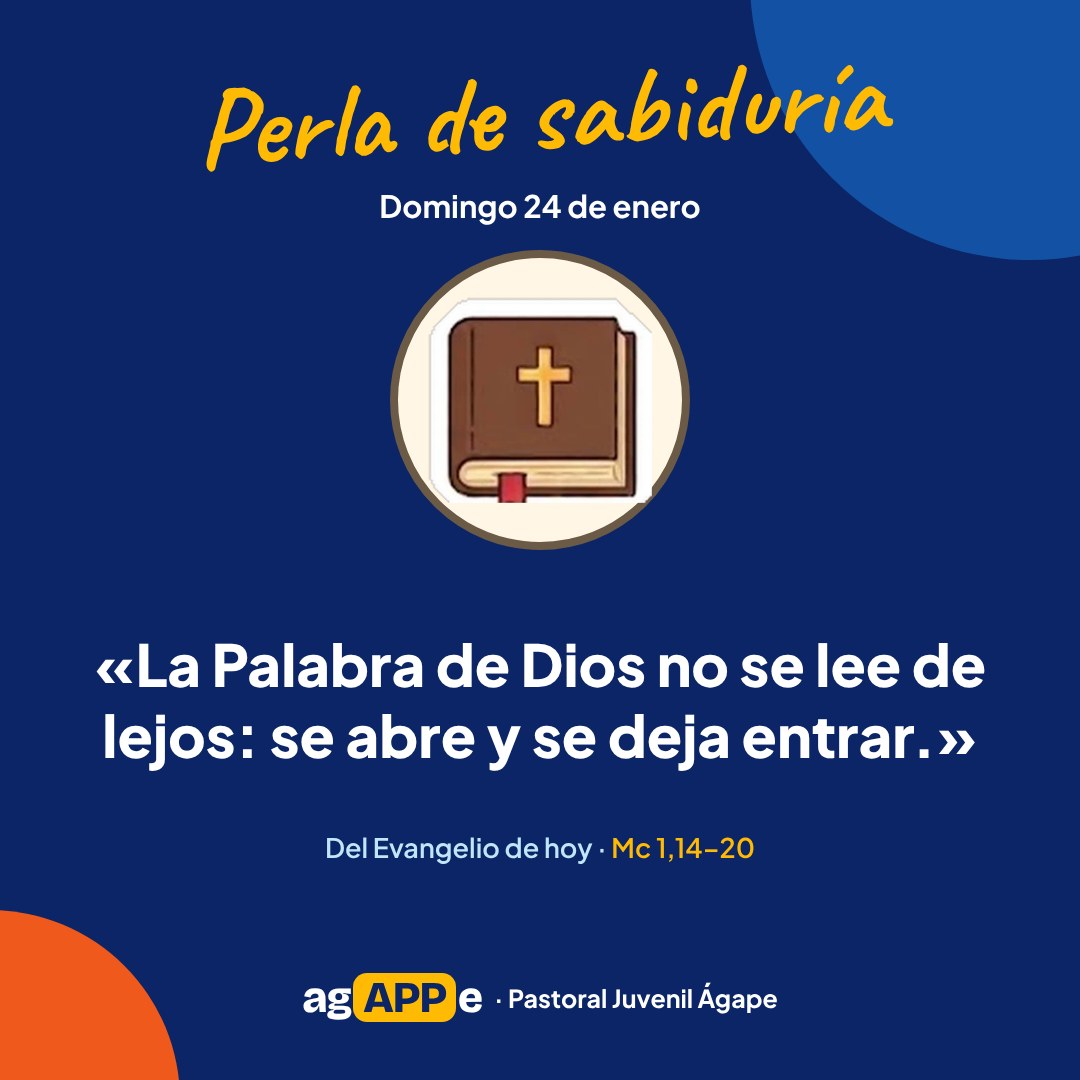 Perla de sabiduría
Domingo 24 de enero
«La Palabra de Dios no se lee de
lejos: se abre y se deja entrar.»
Del Evangelio de hoy · Mc 1,14–20
agAPPe · Pastoral Juvenil Ágape